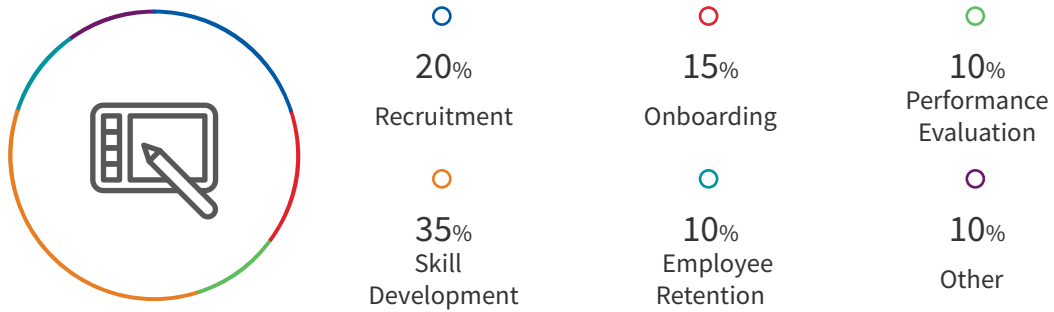 20%
Recruitment
15%
Onboarding
10%
Performance
Evaluation
35%
Skill
Development
10%
Employee
Retention
10%
Other